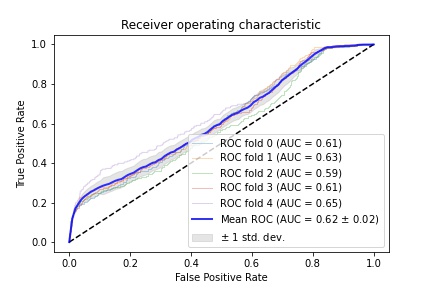 Receiver operating characteristic
True Positive Rate
1.0
0.8
0.6
0.4
0.2
0.0
ROC fold 0 (AUC = 0.61)
ROC fold 1 (AUC = 0.63)
ROC fold 2 (AUC = 0.59)
ROC fold 3 (AUC = 0.61)
ROC fold 4 (AUC = 0.65)
Mean ROC (AUC = 0.62 ± 0.02)
± 1 std. dev.
0.0 0.2 0.4 0.6 0.8 1.0
False Positive Rate